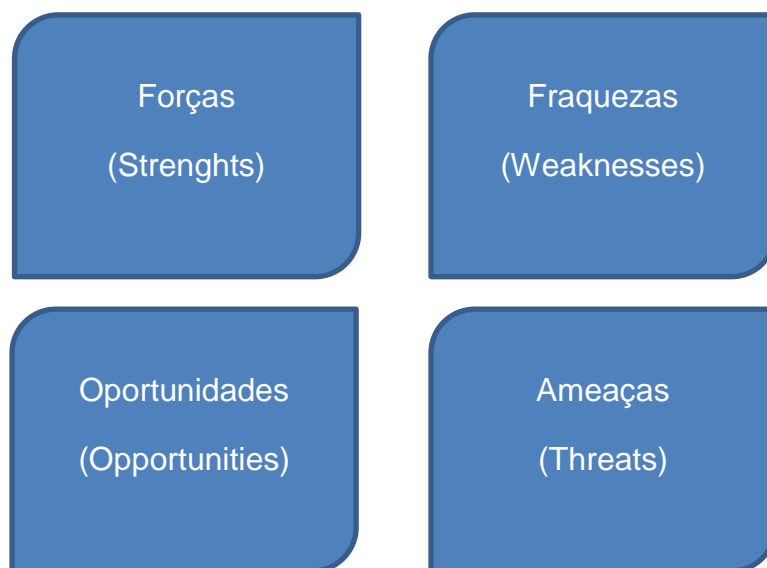 Forças
(Strenghts)
Fraquezas
(Weaknesses)
Oportunidades
(Opportunities)
Ameaças
(Threats)